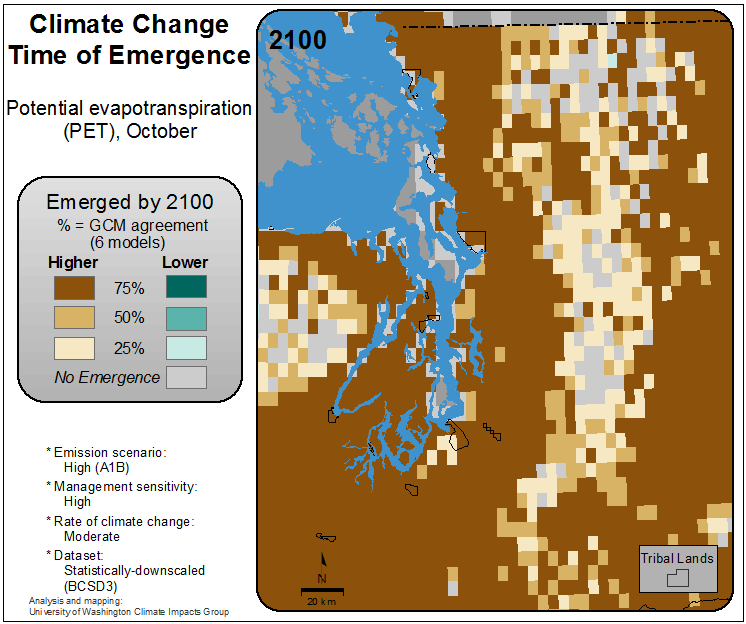 Climate Change
Time of Emergence
Potential evapotranspiration
(PET), October
Emerged by 2100
% = GCM agreement
(6 models)
Higher Lower
75%
50%
25%
No Emergence
* Emission scenario:
High (A1B)
* Management sensitivity:
High
* Rate of climate change:
Moderate
* Dataset:
Statistically-downscaled
(BCSD3)
Analysis and mapping:
University of Washington Climate Impacts Group
2100
N
20 km
Tribal Lands